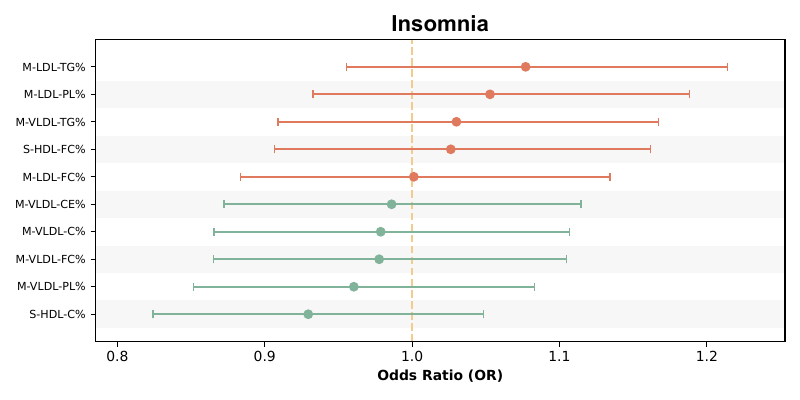 Insomnia
M-LDL-TG%
M-LDL-PL%
M-VLDL-TG%
S-HDL-FC%
M-LDL-FC%
M-VLDL-CE%
M-VLDL-C%
M-VLDL-FC%
M-VLDL-PL%
S-HDL-C%
0.8 0.9 1.0 1.1 1.2
Odds Ratio (OR)